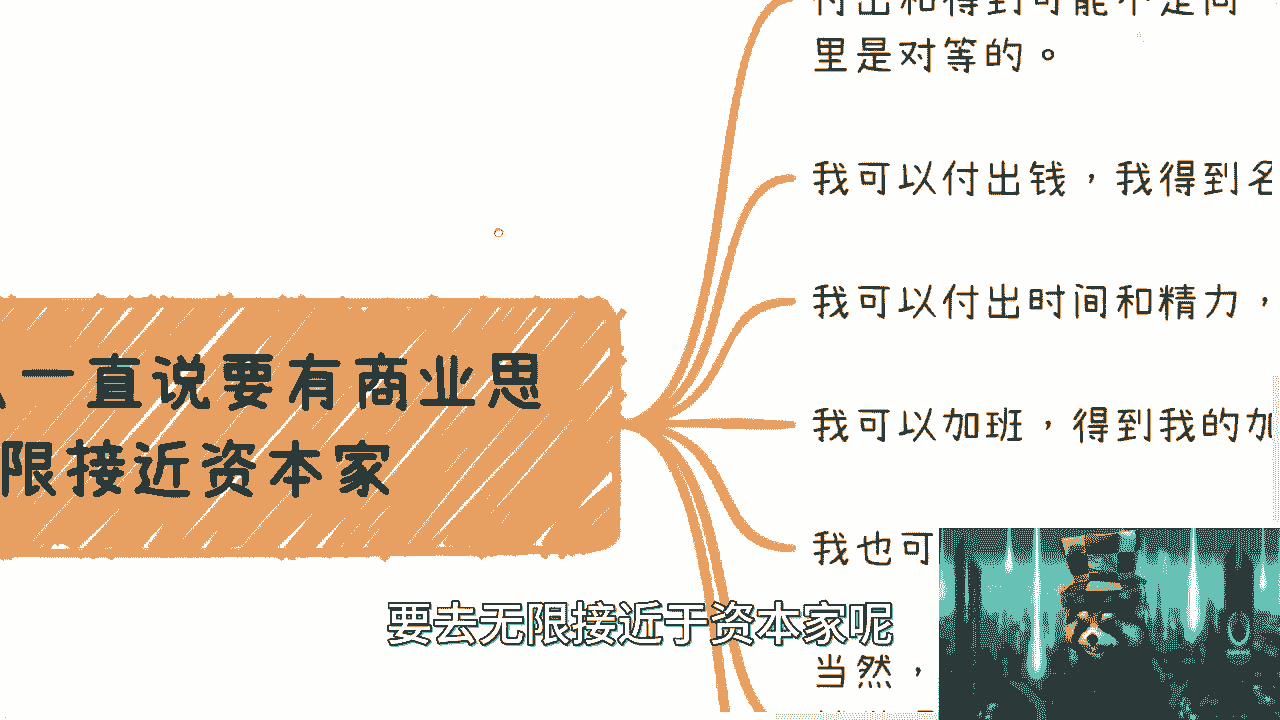 里是对等的。
我可以付出钱，我得到名
我可以付出时间和精力，
一直说要有商业思
限接近资本家
我可以加班，得到我的加
我也可
要去无限接近于资本家呢
当然，